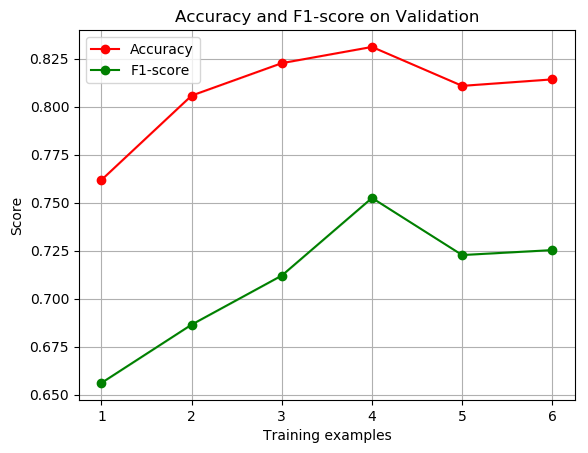 Accuracy and F1-score on Validation
Accuracy
F1-score
0.825
0.800
0.775
0.750
0.725
0.700
0.675
0.650
Score
1 2 3 4 5 6
Training examples